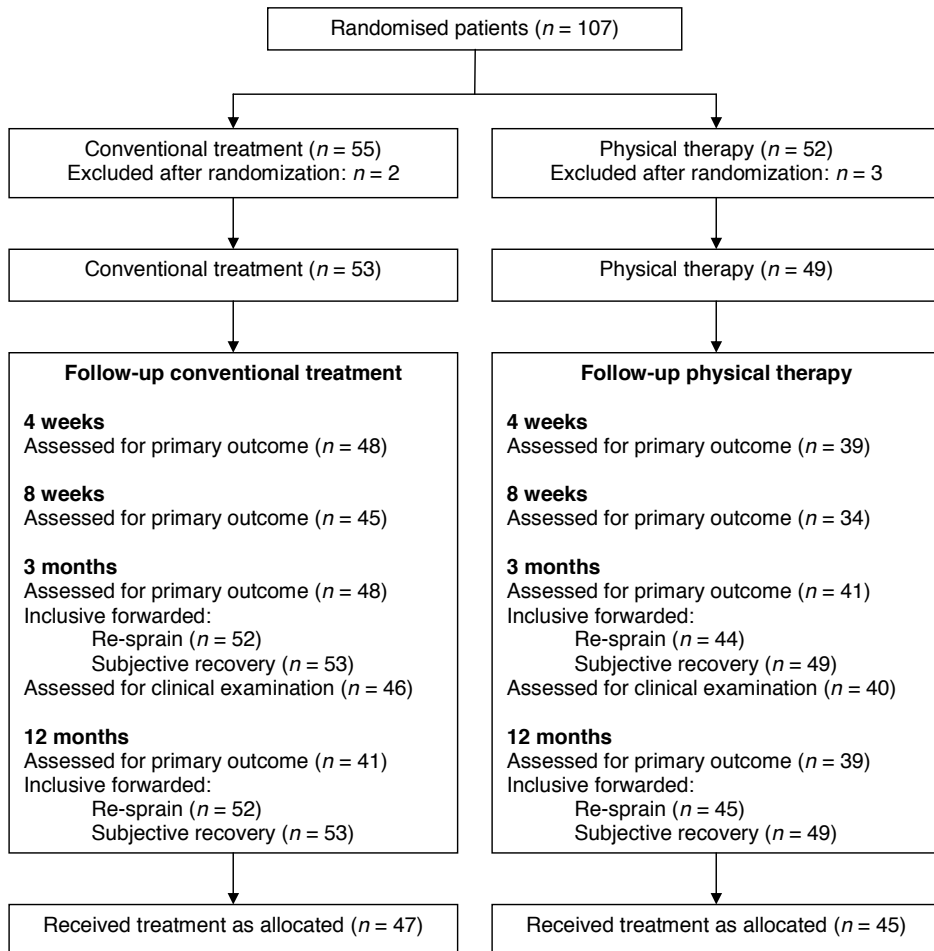 Randomised patients (n = 107)
Conventional treatment (n = 55)
Excluded after randomization: n = 2
Physical therapy (n = 52)
Excluded after randomization: n = 3
Conventional treatment (n = 53)
Physical therapy (n = 49)
Follow-up conventional treatment
4 weeks
Assessed for primary outcome (n = 48)
8 weeks
Assessed for primary outcome (n = 45)
3 months
Assessed for primary outcome (n = 48)
Inclusive forwarded:
Re-sprain (n = 52)
Subjective recovery (n = 53)
Assessed for clinical examination (n = 46)
12 months
Assessed for primary outcome (n = 41)
Inclusive forwarded:
Re-sprain (n = 52)
Subjective recovery (n = 53)
Follow-up physical therapy
4 weeks
Assessed for primary outcome (n = 39)
8 weeks
Assessed for primary outcome (n = 34)
3 months
Assessed for primary outcome (n = 41)
Inclusive forwarded:
Re-sprain (n = 44)
Subjective recovery (n = 49)
Assessed for clinical examination (n = 40)
12 months
Assessed for primary outcome (n = 39)
Inclusive forwarded:
Re-sprain (n = 45)
Subjective recovery (n = 49)
Received treatment as allocated (n = 47)
Received treatment as allocated (n = 45)